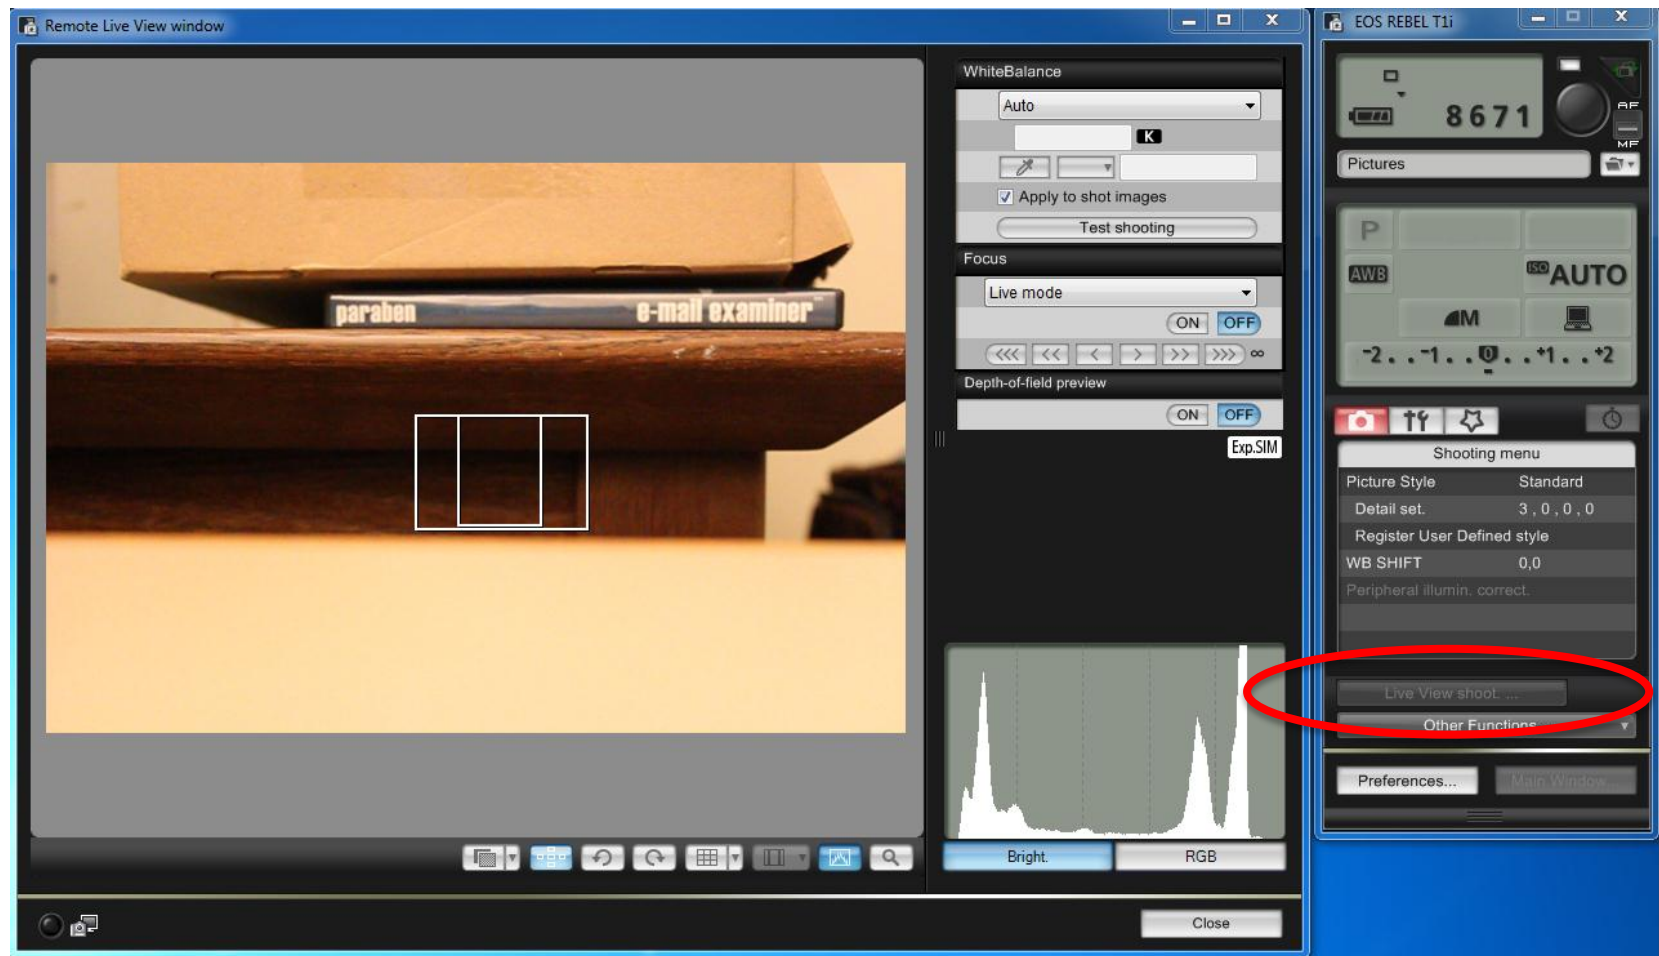 Remote Live View window
WhiteBalance
Auto
K
Apply to shot images
Test shooting
Focus
Live mode
ON OFF
<<< << < > >> >>> ∞
Depth-of-field preview
ON OFF
Exp.SIM
paraben e-mail examiner™
Bright. RGB
Close
EOS REBEL T1i
8671
AF
MF
Pictures
P
AWB ISO AUTO
M
-2. . -1. . 0. . +1. . +2
Shooting menu
Picture Style Standard
Detail set. 3 , 0 , 0 , 0
Register User Defined style
WB SHIFT 0,0
Peripheral illumin. correct.
Live View shoot. ...
Other Functions...
Preferences...
Main Window...